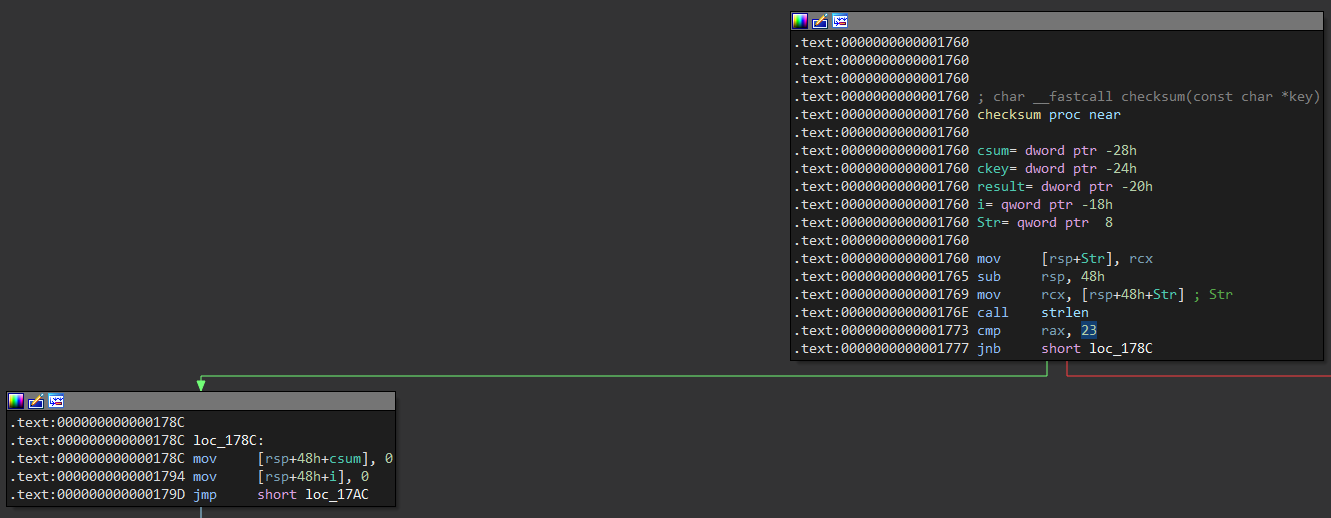 .text:0000000000001760
.text:0000000000001760
.text:0000000000001760
.text:0000000000001760 ; char __fastcall checksum(const char *key)
.text:0000000000001760 checksum proc near
.text:0000000000001760
.text:0000000000001760 csum= dword ptr -28h
.text:0000000000001760 ckey= dword ptr -24h
.text:0000000000001760 result= dword ptr -20h
.text:0000000000001760 i= qword ptr -18h
.text:0000000000001760 Str= qword ptr  8
.text:0000000000001760
.text:0000000000001760 mov     [rsp+Str], rcx
.text:0000000000001765 sub     rsp, 48h
.text:0000000000001769 mov     rcx, [rsp+48h+Str] ; Str
.text:000000000000176E call    strlen
.text:0000000000001773 cmp     rax, 23
.text:0000000000001777 jnb     short loc_178C
.text:000000000000178C
.text:000000000000178C loc_178C:
.text:000000000000178C mov     [rsp+48h+csum], 0
.text:0000000000001794 mov     [rsp+48h+i], 0
.text:000000000000179D jmp     short loc_17AC